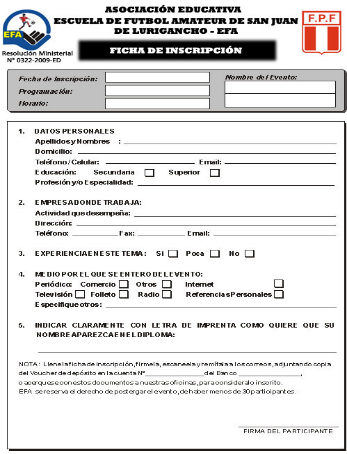 ASOCIACIÓN EDUCATIVA
ESCUELA DE FUTBOL AMATEUR DE SAN JUAN
DE LURIGANCHO - EFA
EFA
F.P.F
Resolución Ministerial
N° 0322-2009-ED
FICHA DE INSCRIPCIÓN
Fecha de Inscripción:
Nombre del Evento:
Programación:
Horario:
1. DATOS PERSONALES
Apellidos y Nombres :
Domicilio:
Teléfono / Celular: Email:
Educación: Secundaria Superior
Profesión y/o Especialidad:
2. EMPRESA DONDE TRABAJA:
Actividad que desempeña:
Dirección:
Teléfono: Fax: Email:
3. EXPERIENCIA EN ESTE TEMA: Si Poca No
4. MEDIO POR EL QUE SE ENTERO DEL EVENTO:
Periódico: Comercio Otros Internet
Televisión Folleto Radio Referencias Personales
Especifique otros :
5. INDICAR CLARAMENTE CON LETRA DE IMPRENTA COMO QUIERE QUE SU
NOMBRE APAREZCA EN EL DIPLOMA:
NOTA: Llene la ficha de inscripción, firmela, escaneela y remita a los correos, adjuntando copia
del Voucher de depósito en la cuenta N° del Banco ,
o acerquese con estos documentos a nuestras oficinas, para consideralo inscrito.
EFA se reserva el derecho de postergar el evento, de haber menos de 30 participantes.
FIRMA DEL PARTICIPANTE